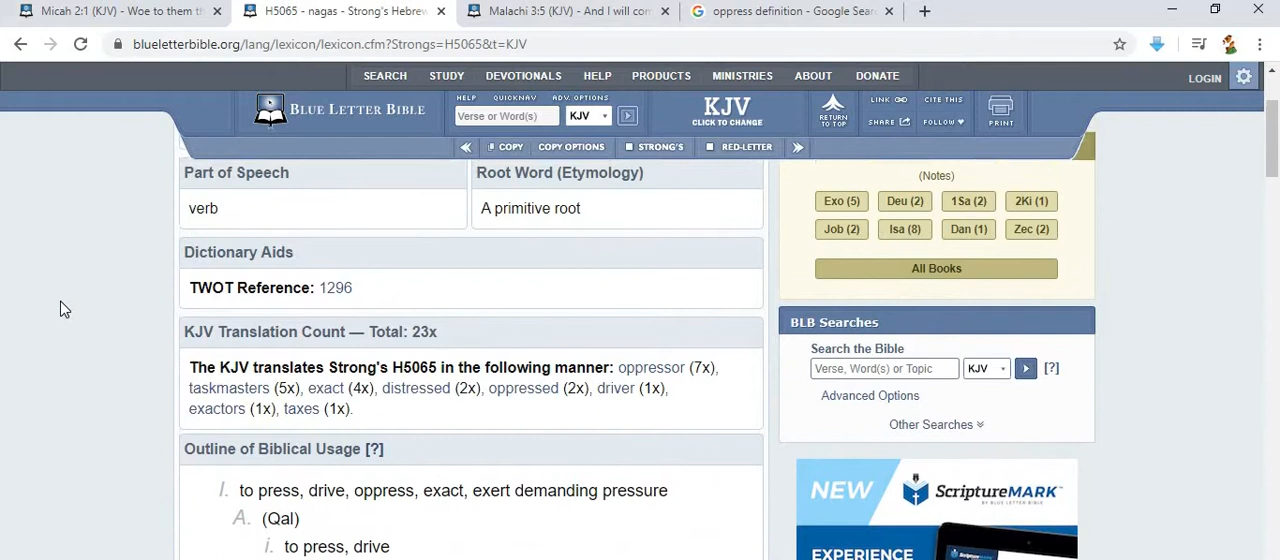 Micah 2:1 (KJV) - Woe to them th
H5065 - nagas - Strong's Hebrew
Malachi 3:5 (KJV) - And I will com
oppress definition - Google Sear
blueletterbible.org/lang/lexicon/lexicon.cfm?Strongs=H5065&t=KJV
SEARCH STUDY DEVOTIONALS HELP PRODUCTS MINISTRIES ABOUT DONATE
LOGIN
BLUE LETTER BIBLE
HELP QUICKNAV ADV. OPTIONS
Verse or Word(s) KJV
KJV
CLICK TO CHANGE
RETURN
TO TOP
LINK CITE THIS
SHARE FOLLOW
PRINT
COPY COPY OPTIONS STRONG'S RED-LETTER
Part of Speech
verb
Root Word (Etymology)
A primitive root
Dictionary Aids
TWOT Reference: 1296
KJV Translation Count — Total: 23x
The KJV translates Strong's H5065 in the following manner: oppressor (7x),
taskmasters (5x), exact (4x), distressed (2x), oppressed (2x), driver (1x),
exactors (1x), taxes (1x).
Outline of Biblical Usage [?]
I. to press, drive, oppress, exact, exert demanding pressure
A. (Qal)
i. to press, drive
(Notes)
Exo (5) Deu (2) 1Sa (2) 2Ki (1)
Job (2) Isa (8) Dan (1) Zec (2)
All Books
BLB Searches
Search the Bible
Verse, Word(s) or Topic KJV [?]
Advanced Options
Other Searches
NEW ScriptureMARK™
BY BLUE LETTER BIBLE
EXPERIENCE